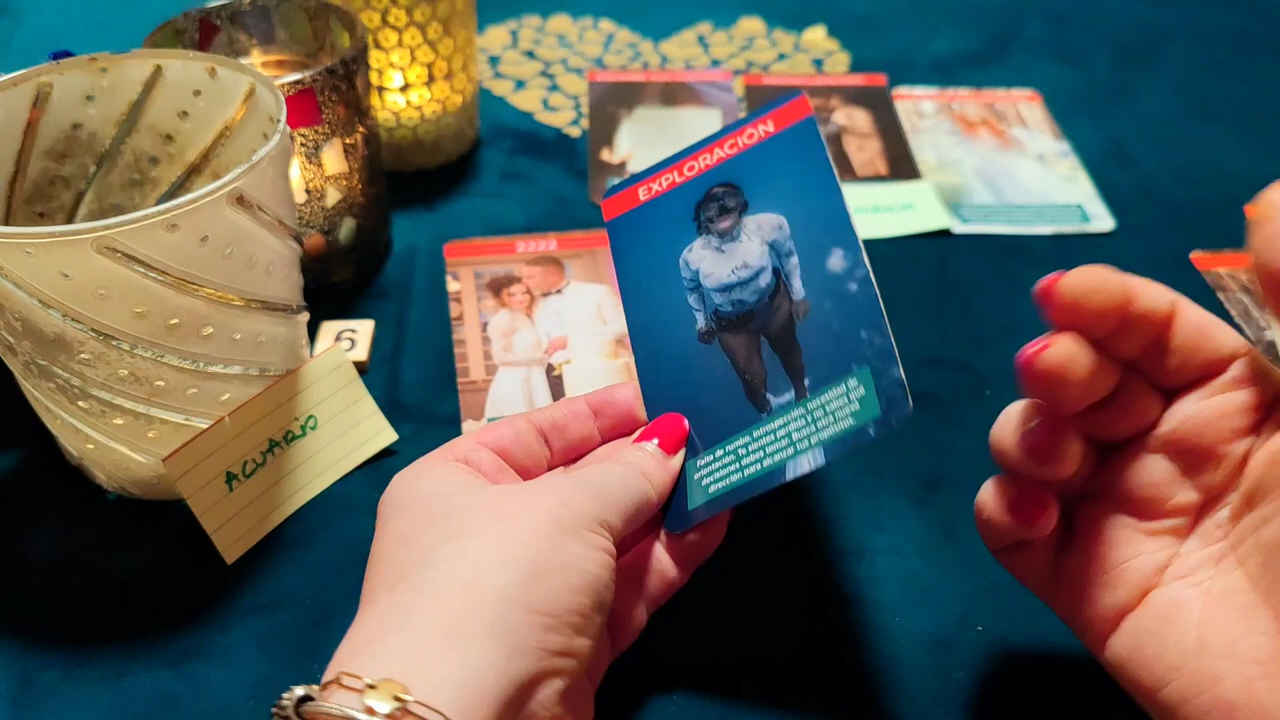 EXPLORACIÓN
Falta de rumbo, introspección, necesidad de
orientación. Te sientes perdida y no sabes que
decisiones debes tomar. Busca una nueva
dirección para alcanzar tus propósitos
2222
6
ACUARIO